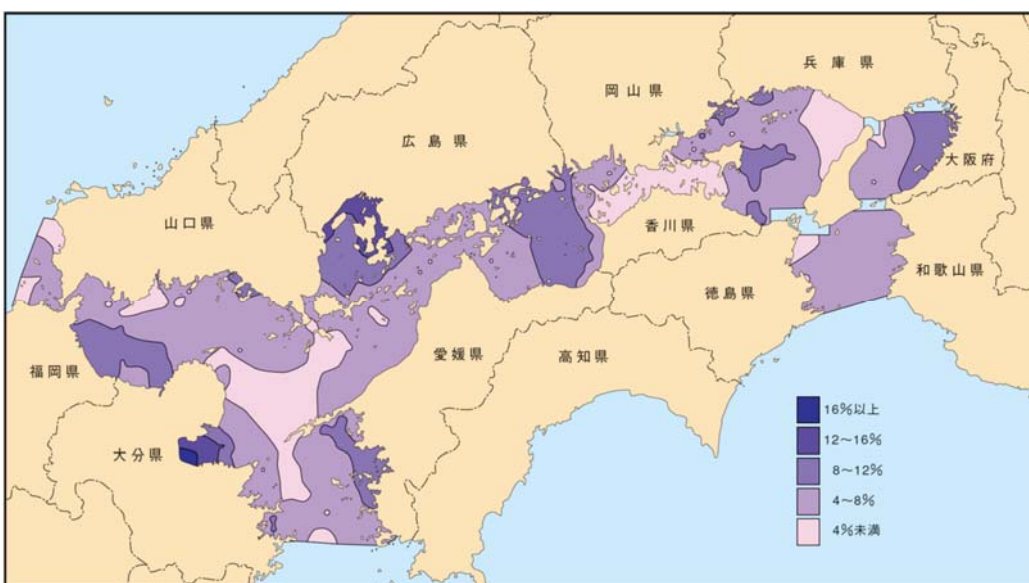 兵庫県
岡山県
広島県
大阪府
山口県
香川県
和歌山県
徳島県
愛媛県
高知県
福岡県
大分県
16%以上
12～16%
8～12%
4～8%
4%未満